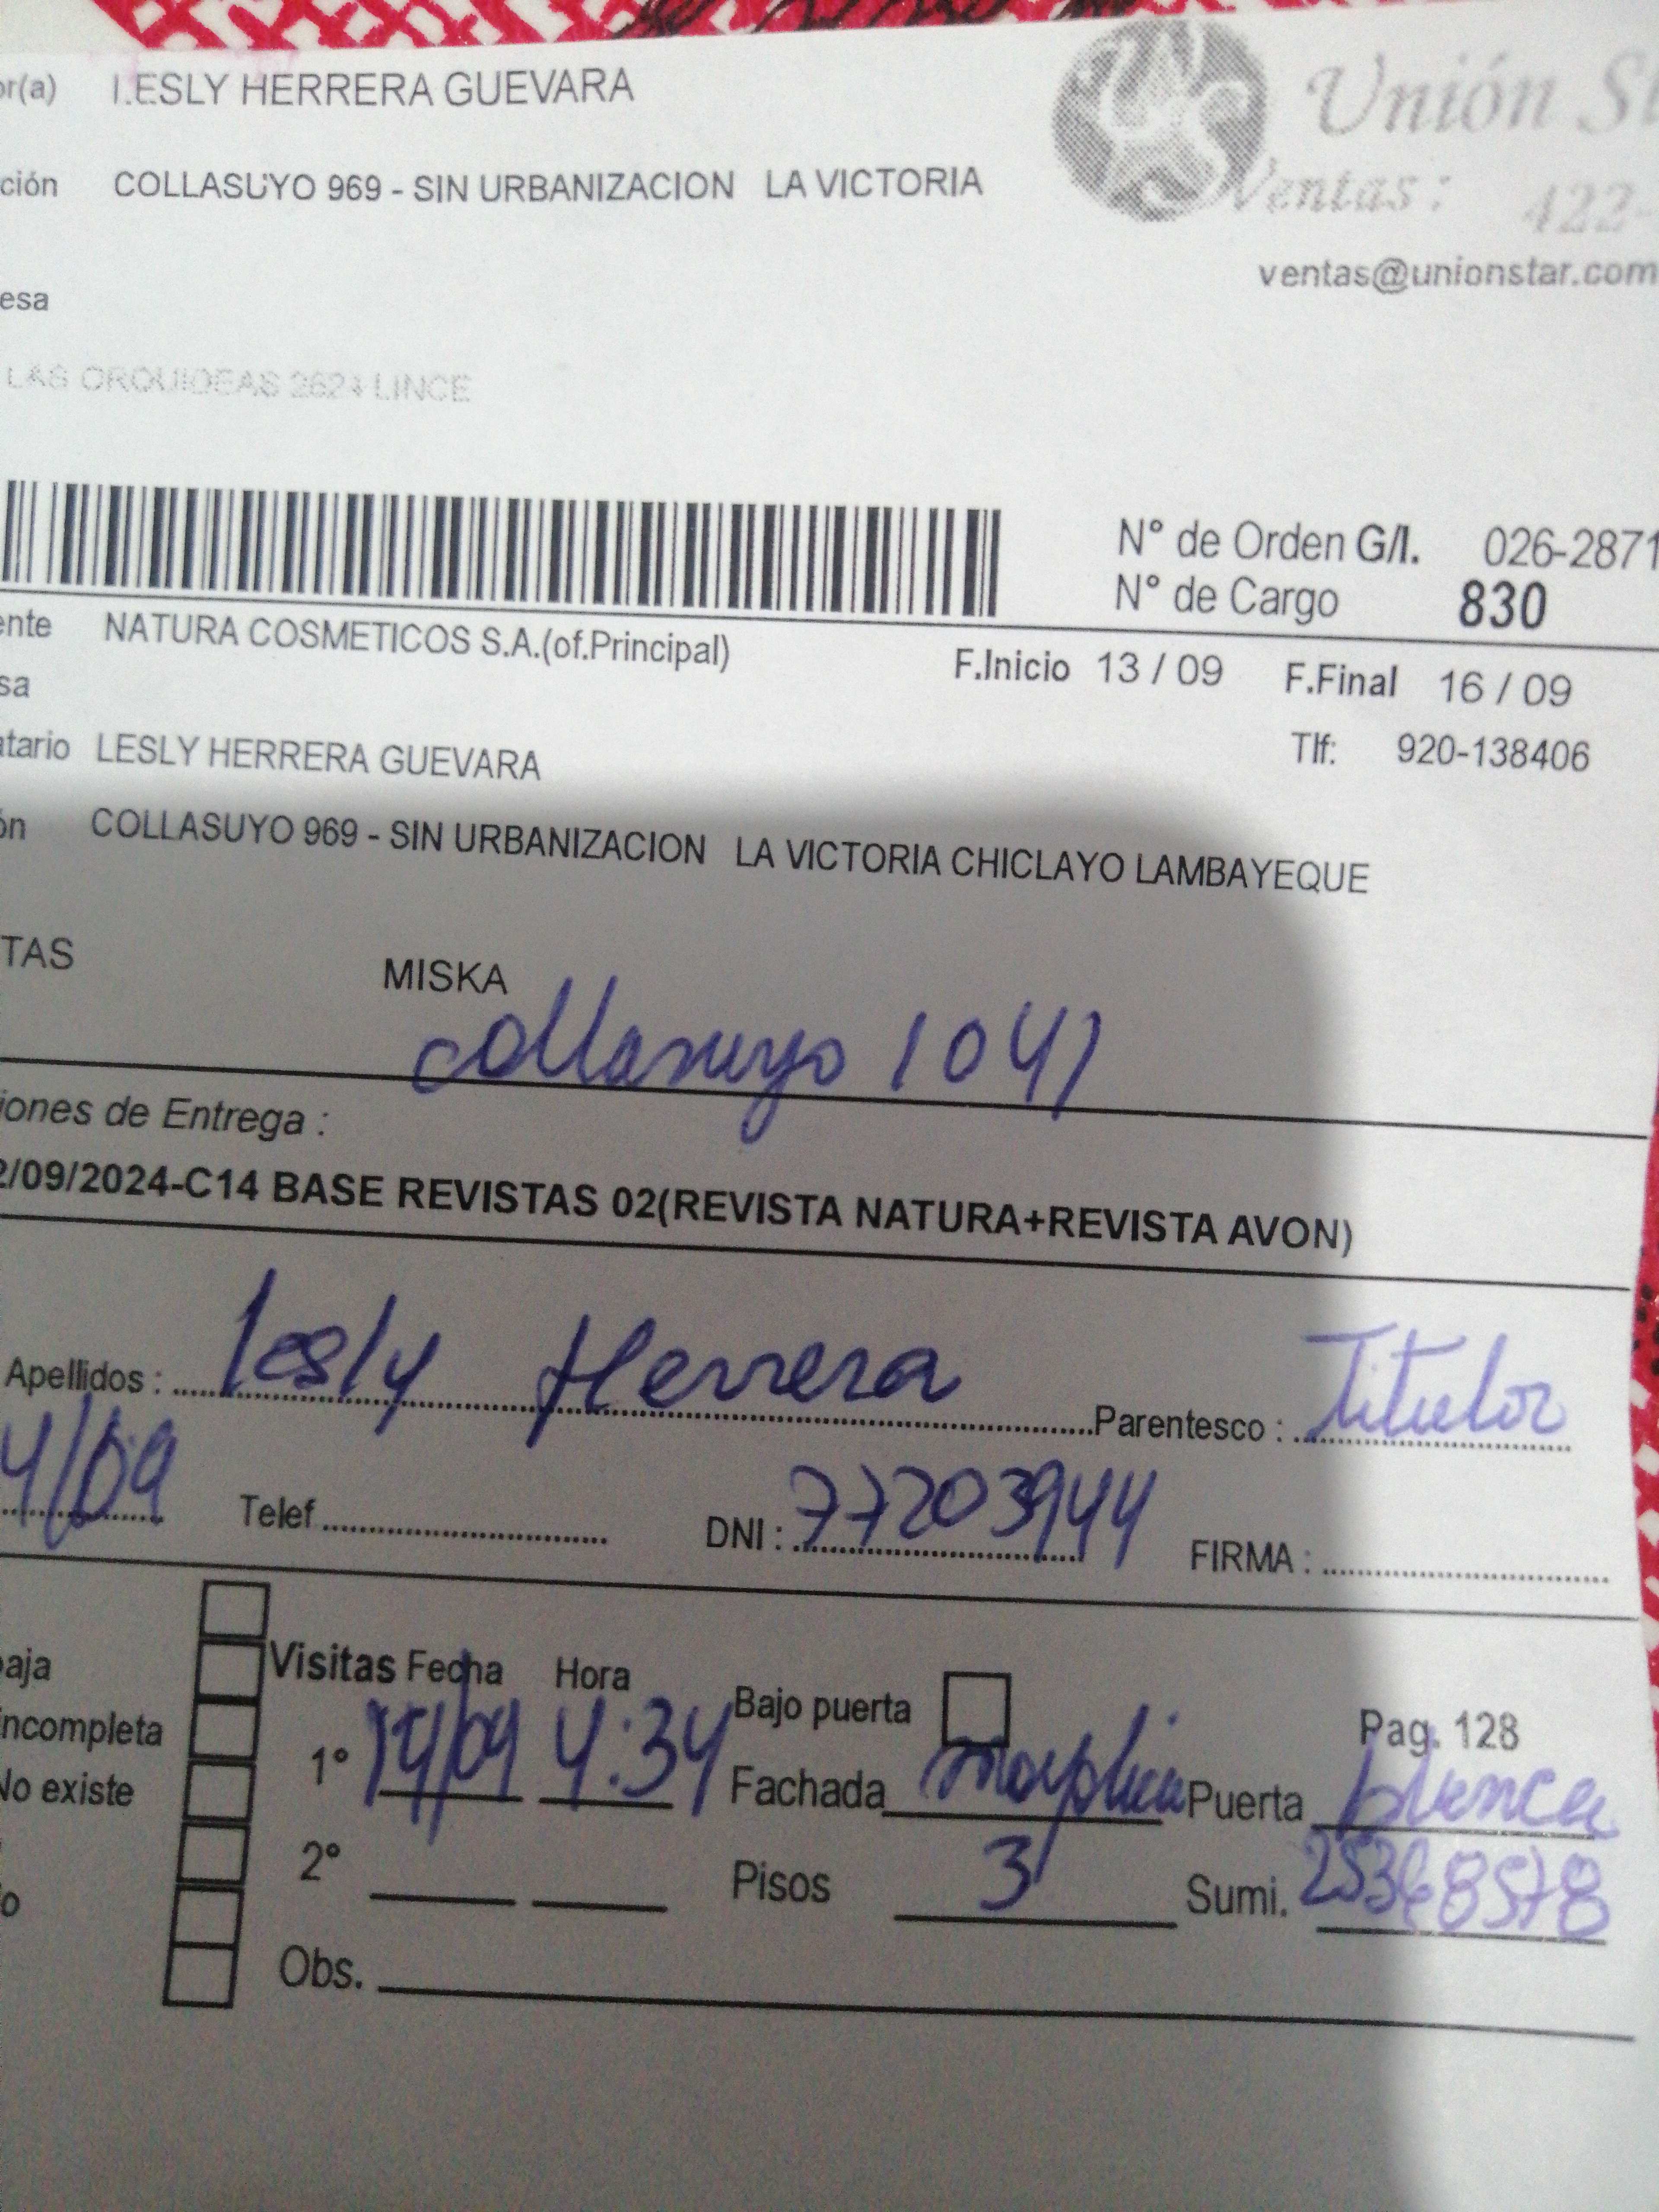 or(a) LESLY HERRERA GUEVARA
Unión St
ción COLLASUYO 969 - SIN URBANIZACION LA VICTORIA
Ventas: 422-
ventas@unionstar.com
esa
LAS ORQUIDEAS 2624 LINCE
N° de Orden G/I. 026-2871
N° de Cargo 830
ente NATURA COSMETICOS S.A.(of.Principal)
F.Inicio 13 / 09 F.Final 16 / 09
sa
Tlf: 920-138406
atario LESLY HERRERA GUEVARA
ón COLLASUYO 969 - SIN URBANIZACION LA VICTORIA CHICLAYO LAMBAYEQUE
TAS MISKA
collasuyo 1041
iones de Entrega :
2/09/2024-C14 BASE REVISTAS 02(REVISTA NATURA+REVISTA AVON)
Apellidos : Lesly Herrera Parentesco : Titular
4/09 Telef. DNI : 77203944 FIRMA :
aja Visitas Fecha Hora Bajo puerta Pag. 128
incompleta 1° 14/09 4:34 Fachada Puerta blanca
No existe
2° Pisos 3 Sumi.
o
Obs.